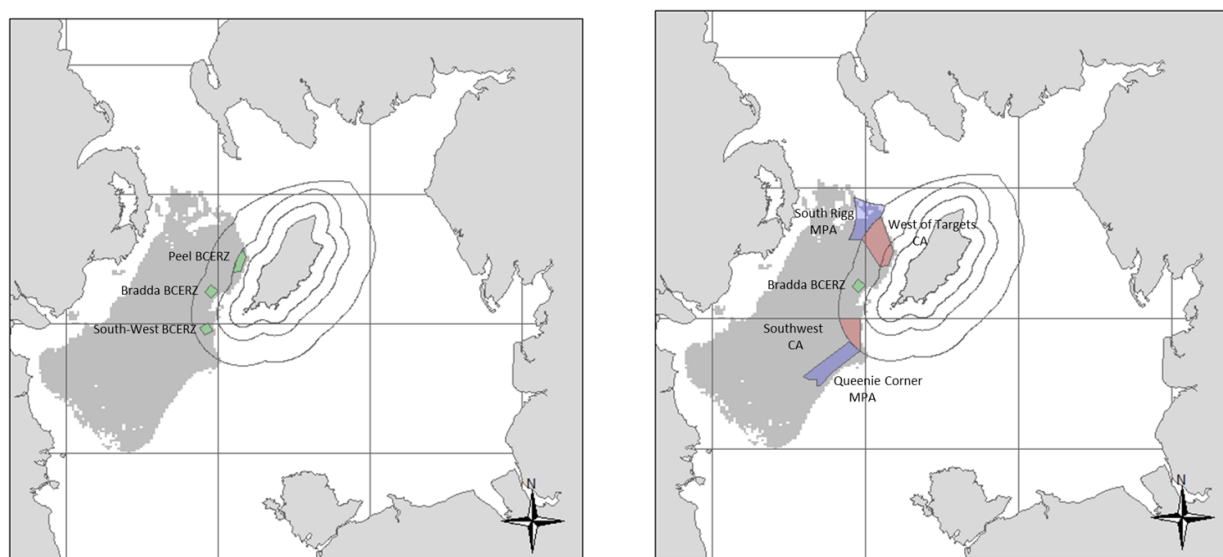 Peel BCERZ
Bradda BCERZ
South-West BCERZ
N
South Rigg
MPA
West of Targets
CA
Bradda BCERZ
Southwest
CA
Queenie Corner
MPA
N